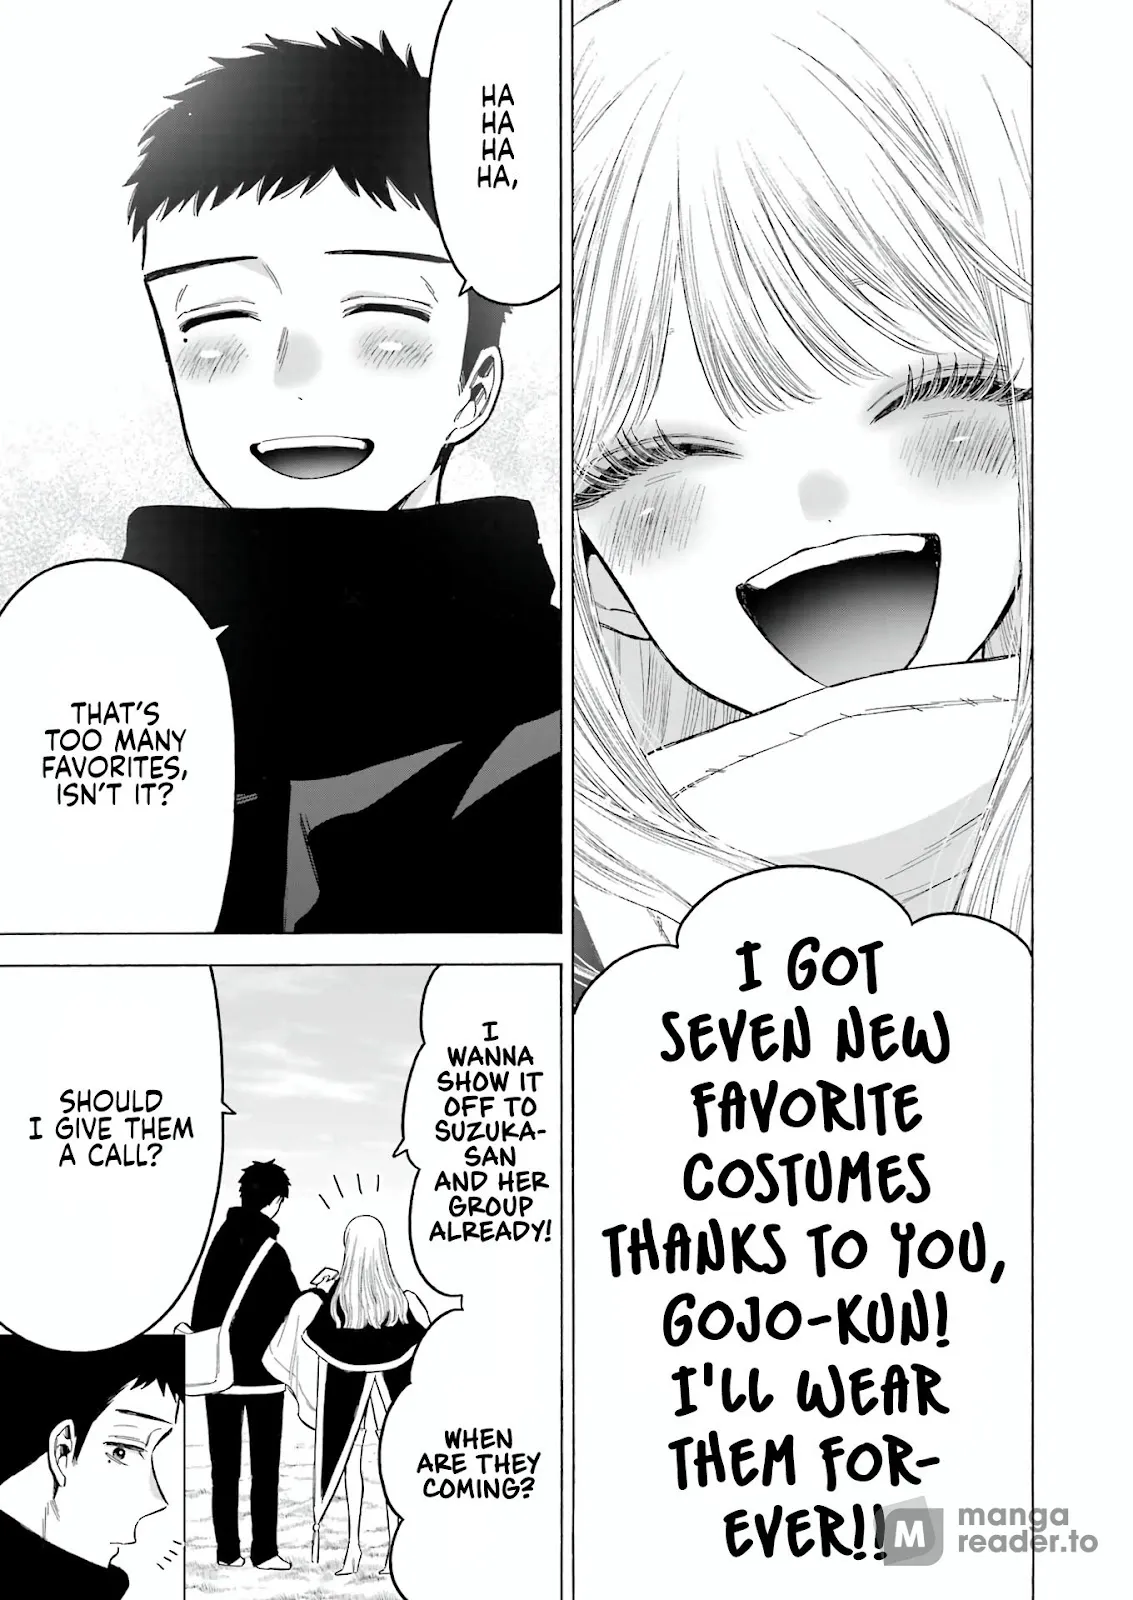 I GOT
SEVEN NEW
FAVORITE
COSTUMES
THANKS TO YOU,
GOJO-KUN!
I'LL WEAR
THEM FOR-
EVER!!
HA
HA
HA
HA,
THAT'S
TOO MANY
FAVORITES,
ISN'T IT?
I
WANNA
SHOW IT
OFF TO
SUZUKA-
SAN
AND HER
GROUP
ALREADY!
WHEN
ARE THEY
COMING?
SHOULD
I GIVE THEM
A CALL?
M
manga
reader.to